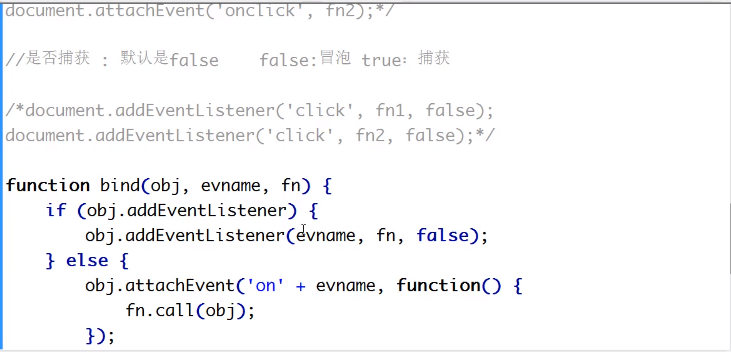 document.attachEvent('onclick', fn2);*/
//是否捕获 : 默认是false    false:冒泡 true: 捕获
/*document.addEventListener('click', fn1, false);
document.addEventListener('click', fn2, false);*/
function bind(obj, evname, fn) {
    if (obj.addEventListener) {
        obj.addEventListener(evname, fn, false);
    } else {
        obj.attachEvent('on' + evname, function() {
            fn.call(obj);
        });